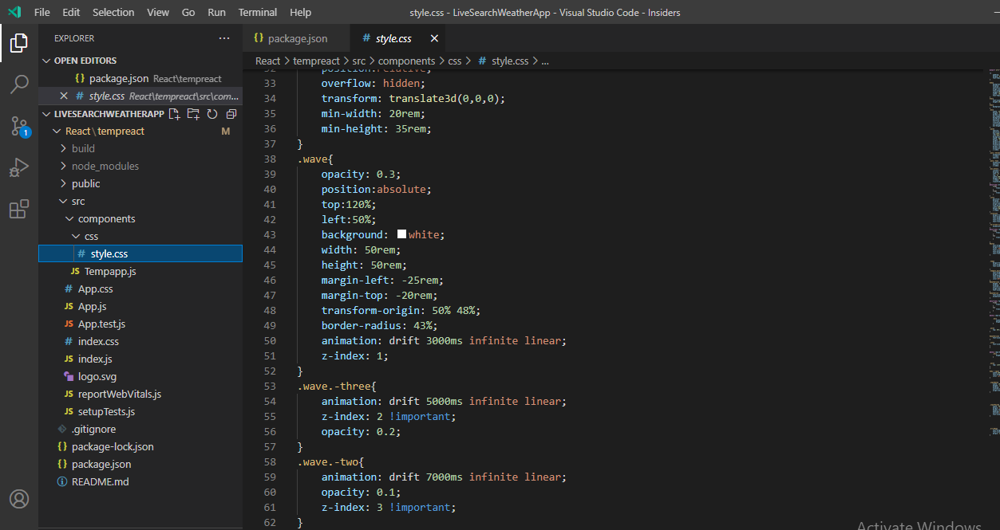 File Edit Selection View Go Run Terminal Help
style.css - LiveSearchWeatherApp - Visual Studio Code - Insiders
EXPLORER ...
OPEN EDITORS
{} package.json React\tempreact
# style.css React\tempreact\src\com...
LIVESEARCHWEATHERAPP
React\tempreact M
build
node_modules
public
src
components
css
# style.css
JS Tempapp.js
# App.css
JS App.js
JS App.test.js
# index.css
JS index.js
logo.svg
JS reportWebVitals.js
JS setupTests.js
.gitignore
{} package-lock.json
{} package.json
README.md
1
{} package.json
# style.css
React > tempreact > src > components > css > # style.css > ...
32 position:relative;
33 overflow: hidden;
34 transform: translate3d(0,0,0);
35 min-width: 20rem;
36 min-height: 35rem;
37 }
38 .wave{
39 opacity: 0.3;
40 position:absolute;
41 top:120%;
42 left:50%;
43 background: white;
44 width: 50rem;
45 height: 50rem;
46 margin-left: -25rem;
47 margin-top: -20rem;
48 transform-origin: 50% 48%;
49 border-radius: 43%;
50 animation: drift 3000ms infinite linear;
51 z-index: 1;
52 }
53 .wave.-three{
54 animation: drift 5000ms infinite linear;
55 z-index: 2 !important;
56 opacity: 0.2;
57 }
58 .wave.-two{
59 animation: drift 7000ms infinite linear;
60 opacity: 0.1;
61 z-index: 3 !important;
62 }
Activate Windows